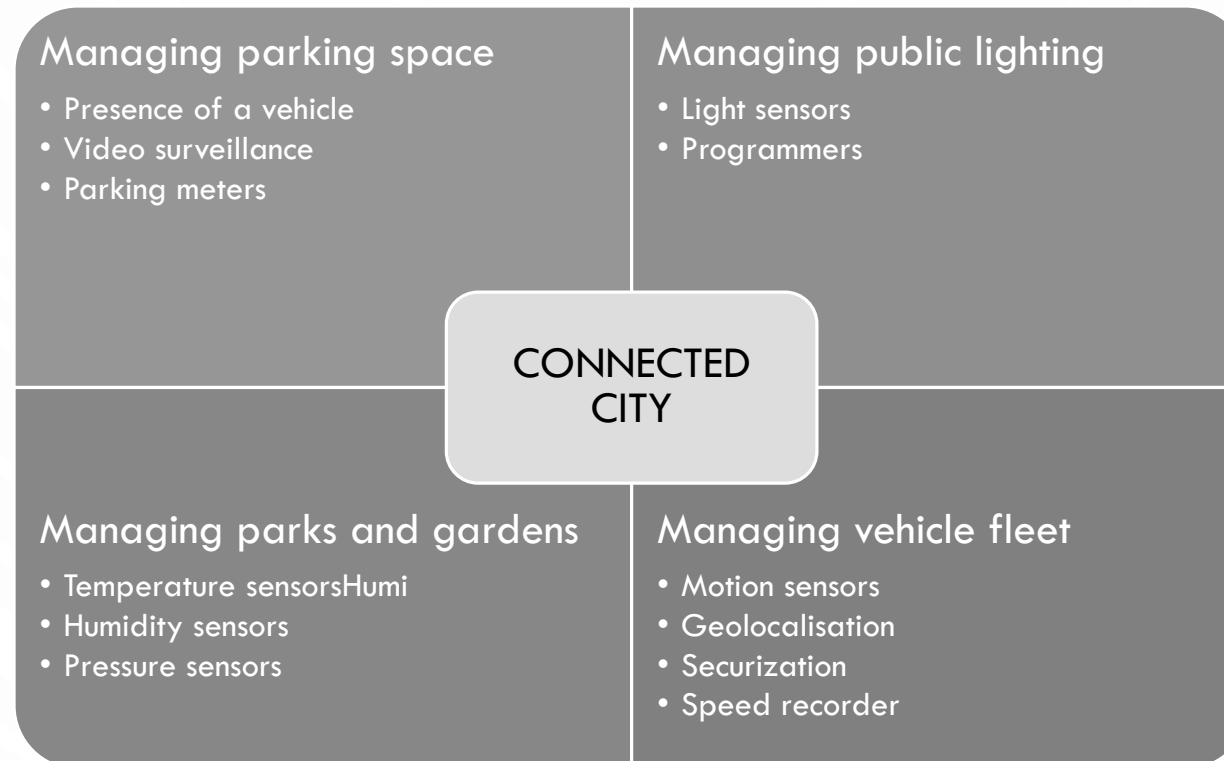 Managing parking space
• Presence of a vehicle
• Video surveillance
• Parking meters
Managing public lighting
• Light sensors
• Programmers
CONNECTED
CITY
Managing parks and gardens
• Temperature sensorsHumi
• Humidity sensors
• Pressure sensors
Managing vehicle fleet
• Motion sensors
• Geolocalisation
• Securization
• Speed recorder